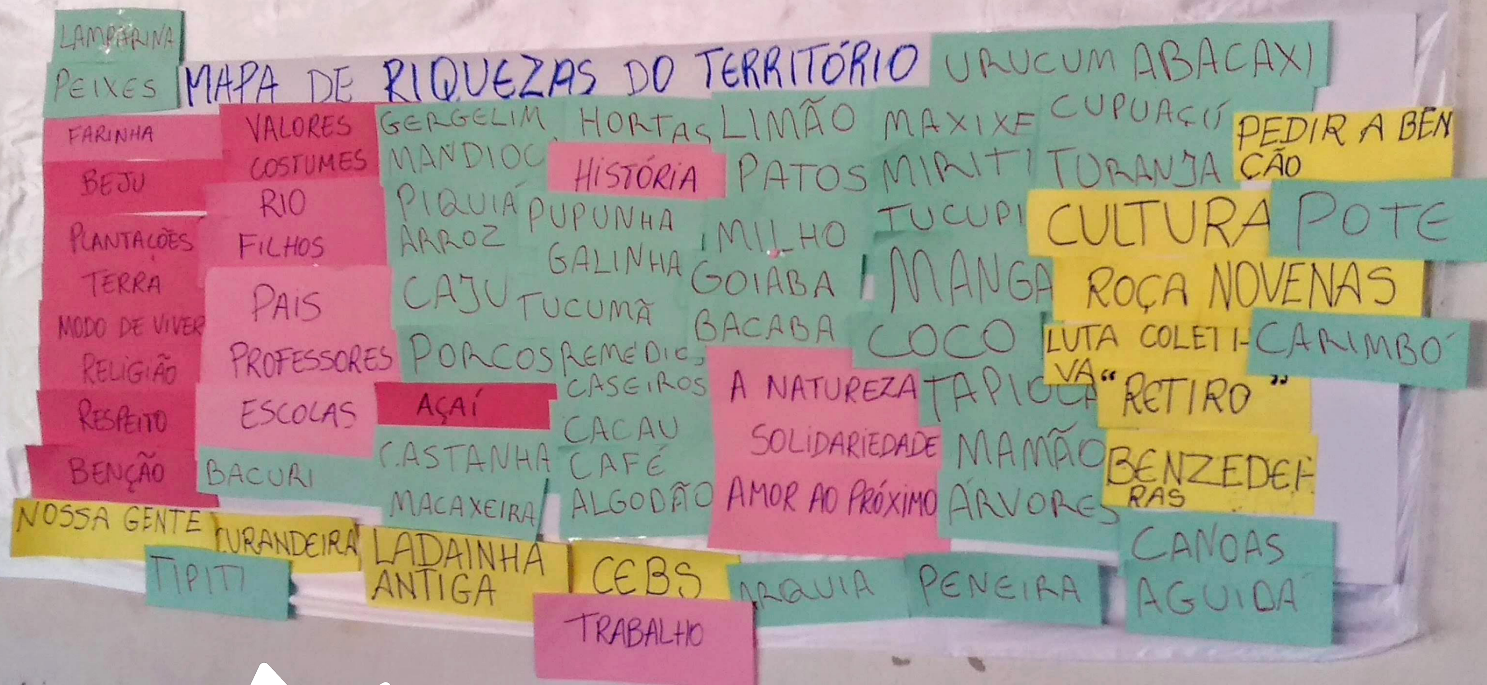 LAMPARINA
PEIXES
MAPA DE RIQUEZAS DO TERRITÓRIO
URUCUM ABACAXI
FARINHA
BEJU
PLANTAÇÕES
TERRA
MODO DE VIVER
RELIGIÃO
RESPEITO
BENÇÃO
VALORES
COSTUMES
RIO
FILHOS
PAIS
PROFESSORES
ESCOLAS
BACURI
GERGELIM
MANDIOC
PIQUIÁ
ARROZ
CAJU
PORCOS
AÇAÍ
CASTANHA
MACAXEIRA
HORTAS
HISTÓRIA
PUPUNHA
GALINHA
TUCUMÃ
REMÉDIOS
CASEIROS
CACAU
CAFÉ
ALGODÃO
LIMÃO
PATOS
MILHO
GOIABA
BACABA
A NATUREZA
SOLIDARIEDADE
AMOR AO PRÓXIMO
MAXIXE
MIRITI
TUCUPI
MANGA
COCO
TAPIOCA
MAMÃO
ÁRVORES
CUPUAÇÚ
TURANJA
CULTURA
ROÇA
LUTA COLETI-
VA
"RETIRO"
BENZEDEI-
RAS
CANOAS
AGUIDÁ
PEDIR A BÊN
ÇÃO
POTE
NOVENAS
CARIMBÓ
NOSSA GENTE
CURANDEIRA
TIPITI
LADAINHA
ANTIGA
CEBS
TRABALHO
PENEIRA